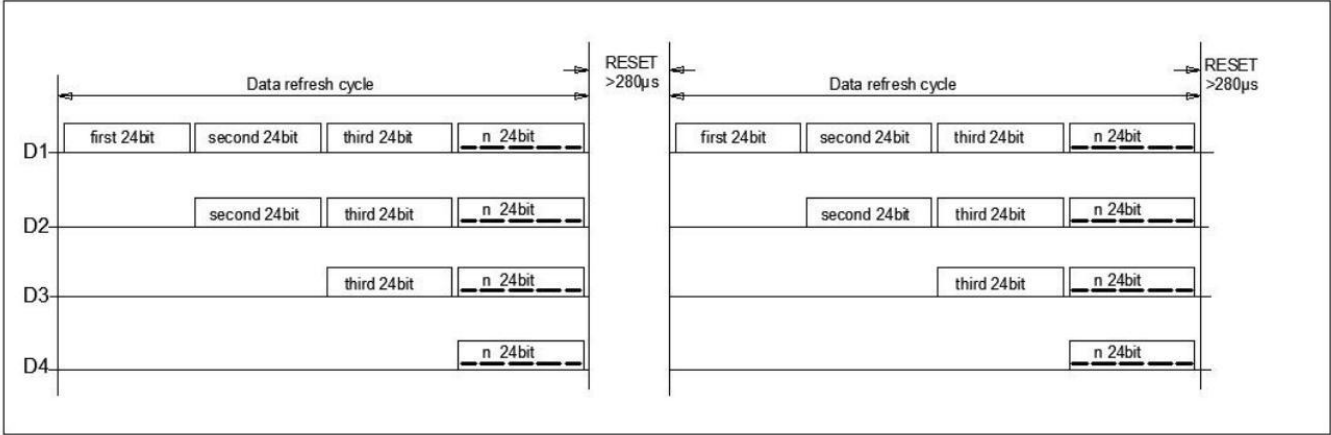 RESET
>280µs
RESET
>280µs
Data refresh cycle
Data refresh cycle
D1 first 24bit second 24bit third 24bit n 24bit first 24bit second 24bit third 24bit n 24bit
D2 second 24bit third 24bit n 24bit second 24bit third 24bit n 24bit
D3 third 24bit n 24bit third 24bit n 24bit
D4 n 24bit n 24bit